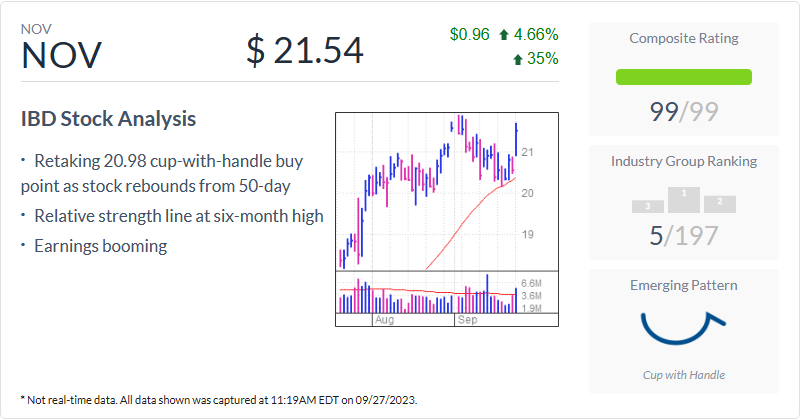 NOV
NOV
$ 21.54
$0.96 4.66%
35%
IBD Stock Analysis
• Retaking 20.98 cup-with-handle buy
point as stock rebounds from 50-day
• Relative strength line at six-month high
• Earnings booming
21
20
19
6.6M
3.6M
1.9M
Aug
Sep
Composite Rating
99/99
Industry Group Ranking
3
1
2
5/197
Emerging Pattern
Cup with Handle
* Not real-time data. All data shown was captured at 11:19AM EDT on 09/27/2023.